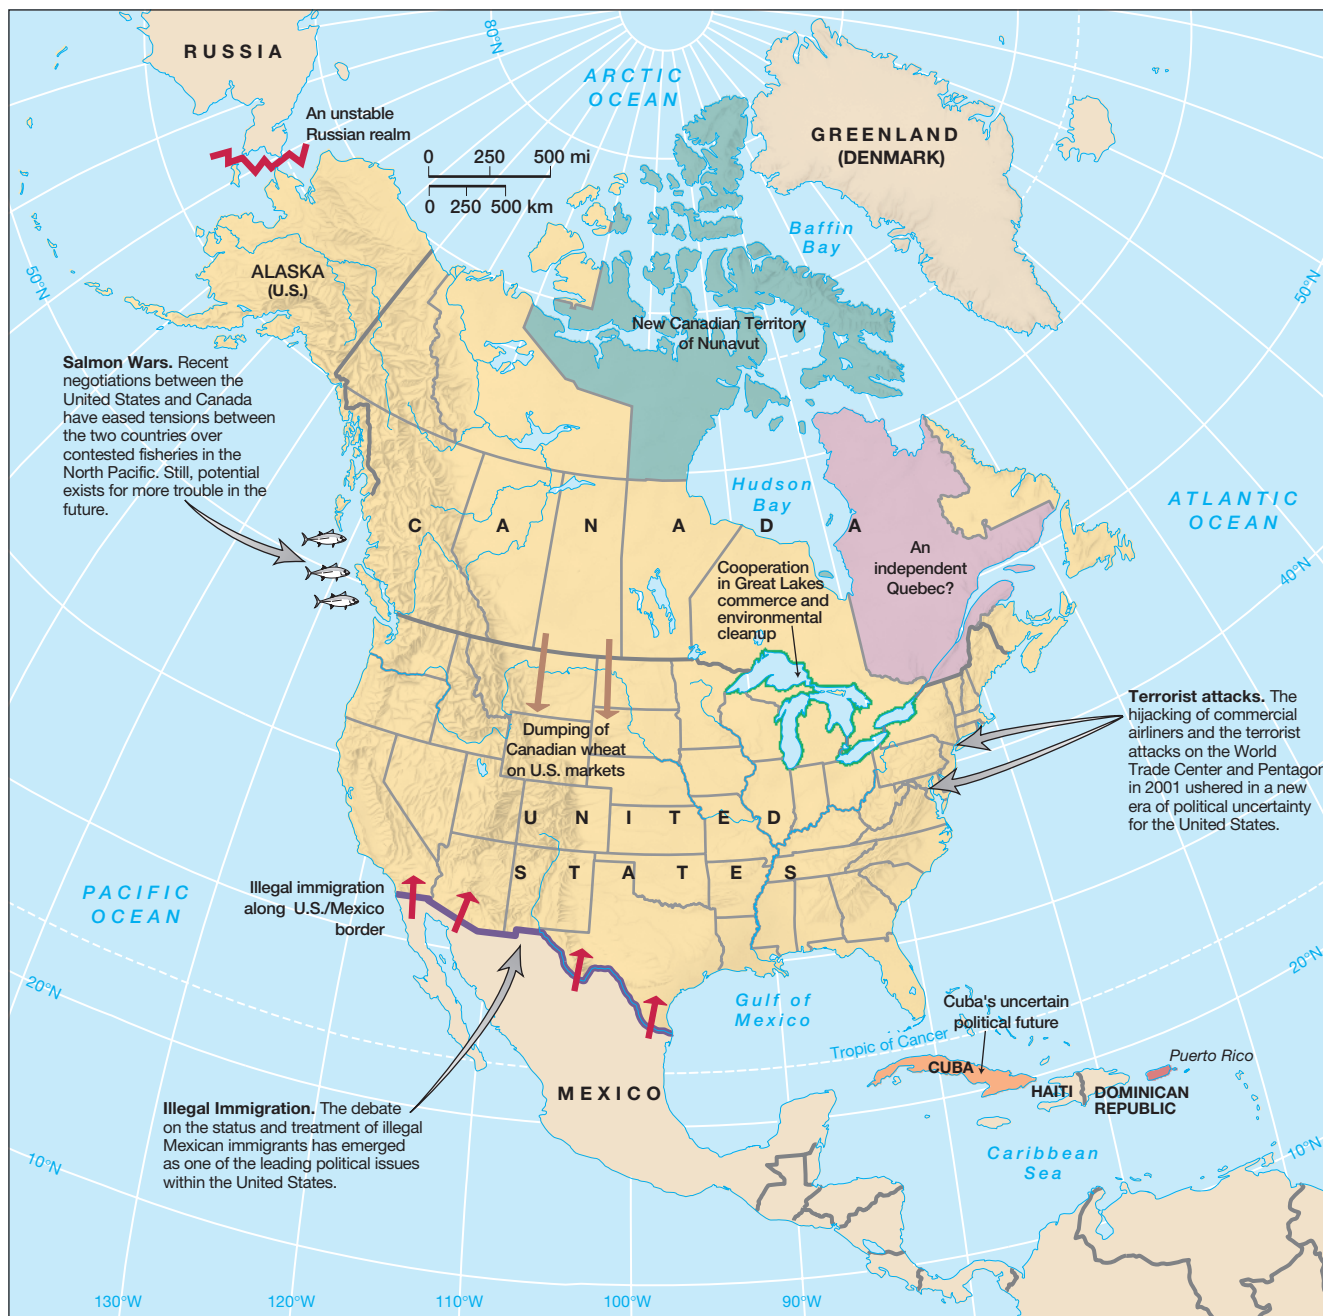 RUSSIA
80°N
ARCTIC
OCEAN
An unstable
Russian realm
GREENLAND
(DENMARK)
0 250 500 mi
0 250 500 km
Baffin
Bay
ALASKA
(U.S.)
50°N
50°N
New Canadian Territory
of Nunavut
Salmon Wars. Recent
negotiations between the
United States and Canada
have eased tensions between
the two countries over
contested fisheries in the
North Pacific. Still, potential
exists for more trouble in the
future.
Hudson
Bay
ATLANTIC
OCEAN
CANADA
An
independent
Quebec?
40°N
Cooperation
in Great Lakes
commerce and
environmental
cleanup
Terrorist attacks. The
hijacking of commercial
airliners and the terrorist
attacks on the World
Trade Center and Pentagon
in 2001 ushered in a new
era of political uncertainty
for the United States.
Dumping of
Canadian wheat
on U.S. markets
UNITED
STATES
PACIFIC
OCEAN
Illegal immigration
along U.S./Mexico
border
20°N
20°N
Gulf of
Mexico
Cuba's uncertain
political future
Tropic of Cancer
CUBA
Puerto Rico
HAITI
DOMINICAN
REPUBLIC
MEXICO
Illegal Immigration. The debate
on the status and treatment of illegal
Mexican immigrants has emerged
as one of the leading political issues
within the United States.
Caribbean
Sea
10°N
10°N
130°W
120°W
110°W
100°W
90°W